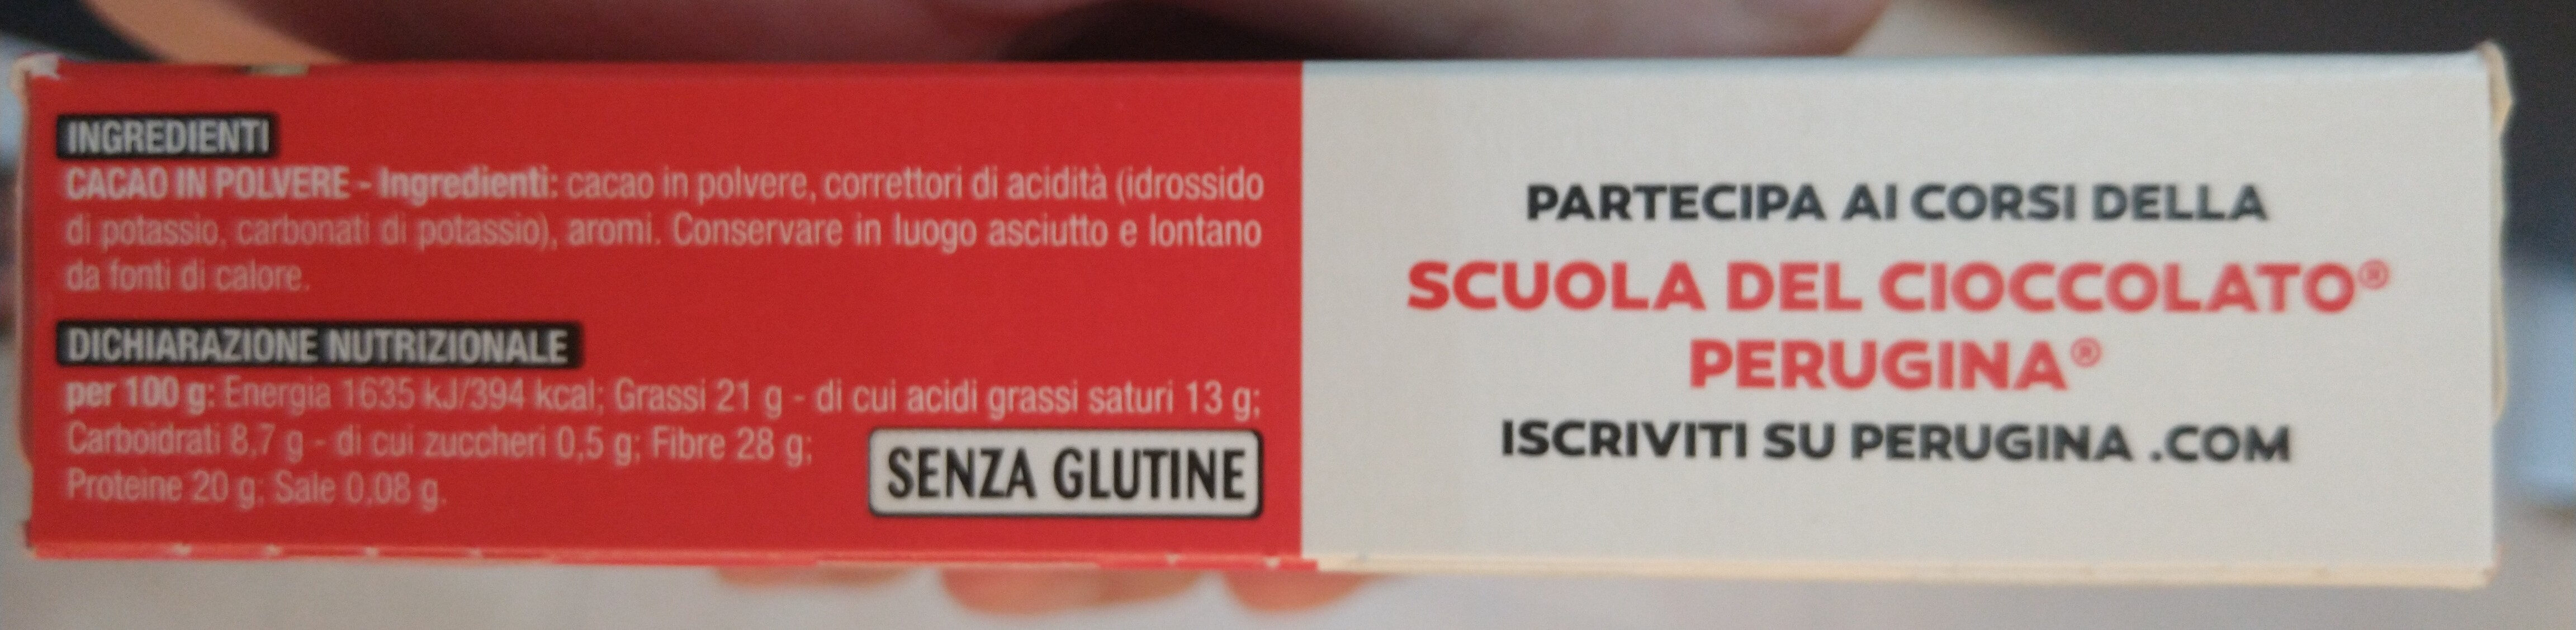 INGREDIENTI
CACAO IN POLVERE - Ingredienti: cacao in polvere, correttori di acidità (idrossido
di potassio, carbonati di potassio), aromi. Conservare in luogo asciutto e lontano
da fonti di calore.
DICHIARAZIONE NUTRIZIONALE
per 100 g: Energia 1635 kJ/394 kcal; Grassi 21 g - di cui acidi grassi saturi 13 g;
Carboidrati 8,7 g - di cui zuccheri 0,5 g; Fibre 28 g;
Proteine 20 g; Sale 0,08 g.
SENZA GLUTINE
PARTECIPA AI CORSI DELLA
SCUOLA DEL CIOCCOLATO®
PERUGINA®
ISCRIVITI SU PERUGINA .COM